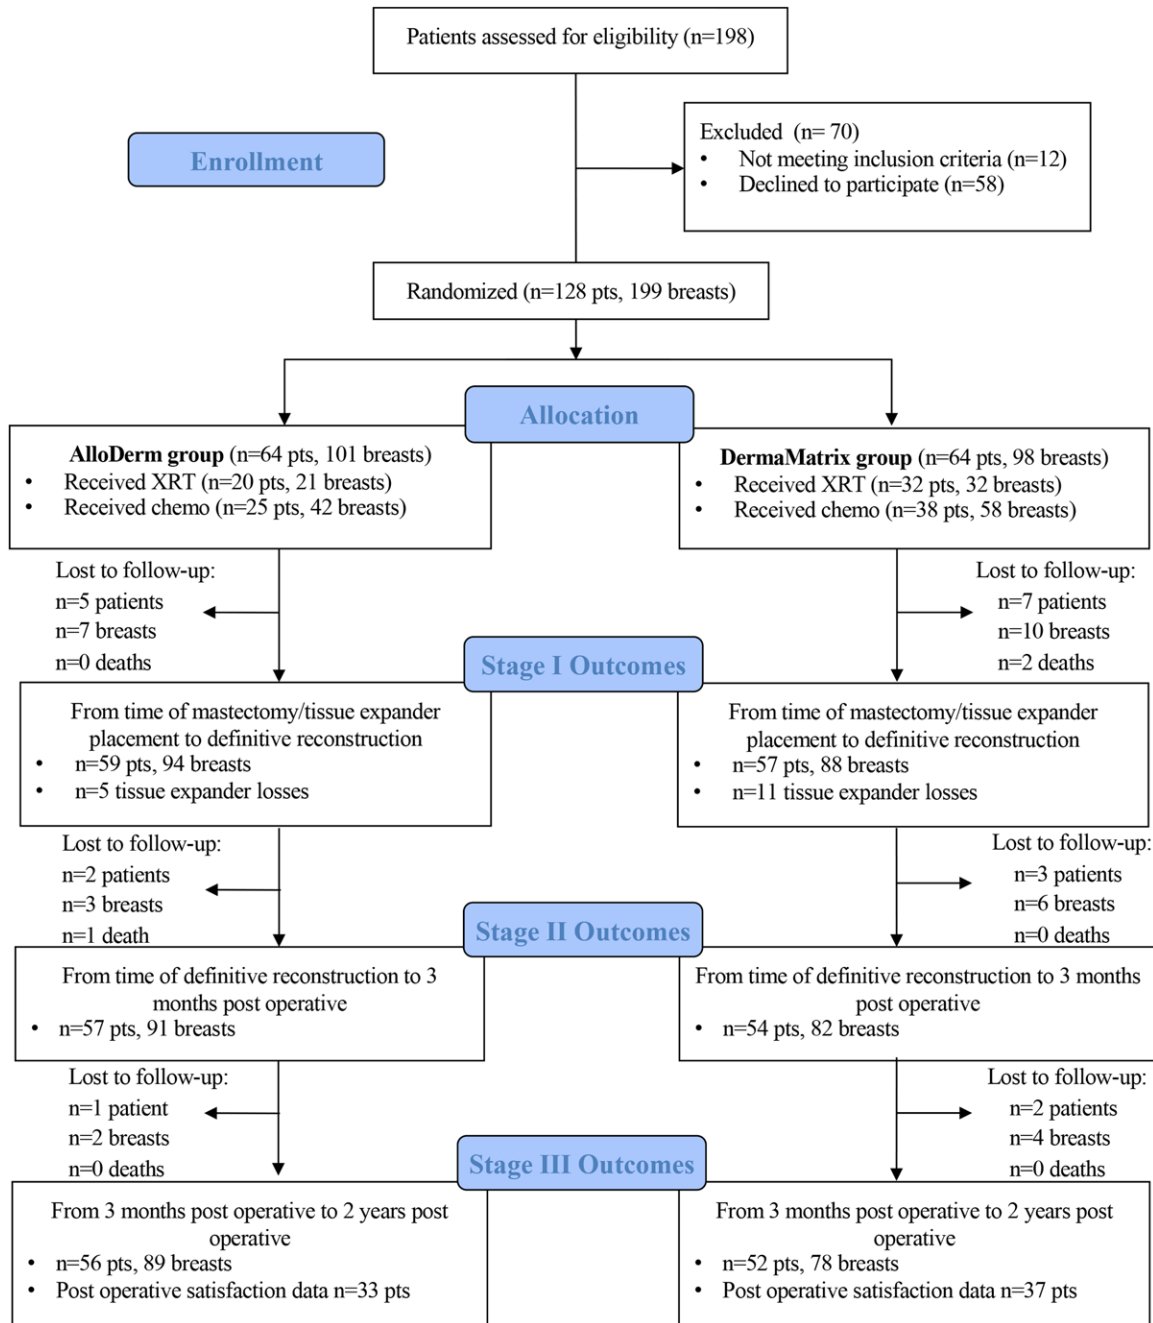 Patients assessed for eligibility (n=198)
Enrollment
Excluded  (n= 70)
• Not meeting inclusion criteria (n=12)
• Declined to participate (n=58)
Randomized (n=128 pts, 199 breasts)
Allocation
AlloDerm group (n=64 pts, 101 breasts)
• Received XRT (n=20 pts, 21 breasts)
• Received chemo (n=25 pts, 42 breasts)
DermaMatrix group (n=64 pts, 98 breasts)
• Received XRT (n=32 pts, 32 breasts)
• Received chemo (n=38 pts, 58 breasts)
Lost to follow-up:
n=5 patients
n=7 breasts
n=0 deaths
Lost to follow-up:
n=7 patients
n=10 breasts
n=2 deaths
Stage I Outcomes
From time of mastectomy/tissue expander
placement to definitive reconstruction
• n=59 pts, 94 breasts
• n=5 tissue expander losses
From time of mastectomy/tissue expander
placement to definitive reconstruction
• n=57 pts, 88 breasts
• n=11 tissue expander losses
Lost to follow-up:
n=2 patients
n=3 breasts
n=1 death
Lost to follow-up:
n=3 patients
n=6 breasts
n=0 deaths
Stage II Outcomes
From time of definitive reconstruction to 3
months post operative
• n=57 pts, 91 breasts
From time of definitive reconstruction to 3 months
post operative
• n=54 pts, 82 breasts
Lost to follow-up:
n=1 patient
n=2 breasts
n=0 deaths
Lost to follow-up:
n=2 patients
n=4 breasts
n=0 deaths
Stage III Outcomes
From 3 months post operative to 2 years post
operative
• n=56 pts, 89 breasts
• Post operative satisfaction data n=33 pts
From 3 months post operative to 2 years post
operative
• n=52 pts, 78 breasts
• Post operative satisfaction data n=37 pts